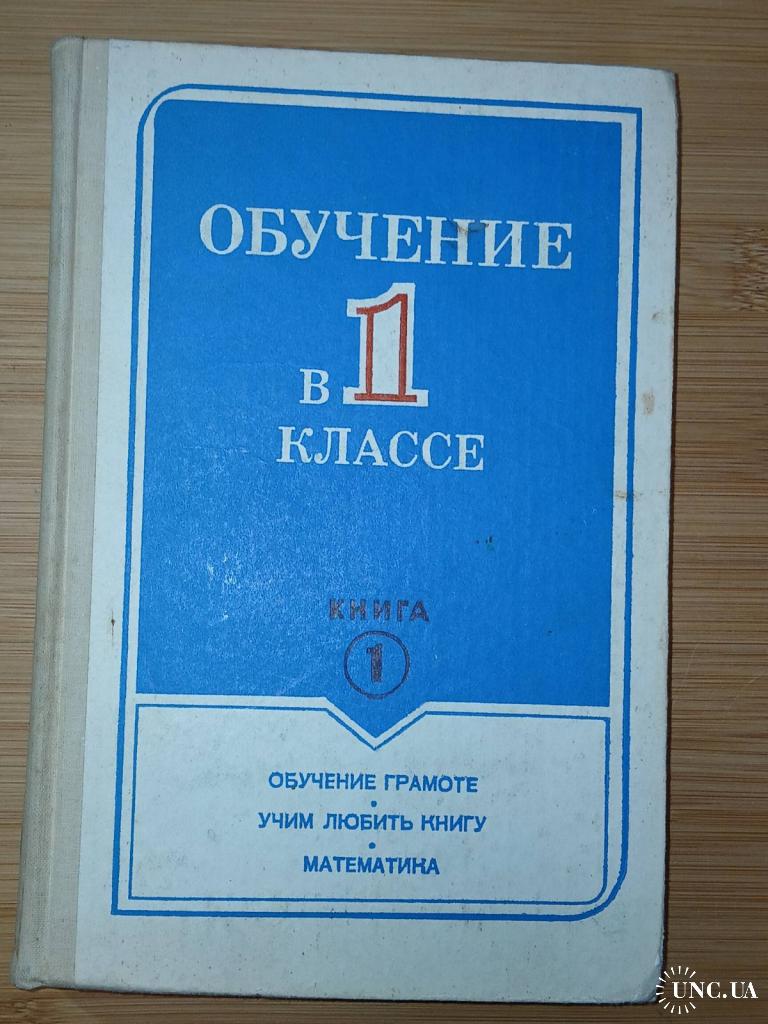 ОБУЧЕНИЕ
В 1
КЛАССЕ
КНИГА
1
ОБУЧЕНИЕ ГРАМОТЕ
•
УЧИМ ЛЮБИТЬ КНИГУ
•
МАТЕМАТИКА
UNC.UA